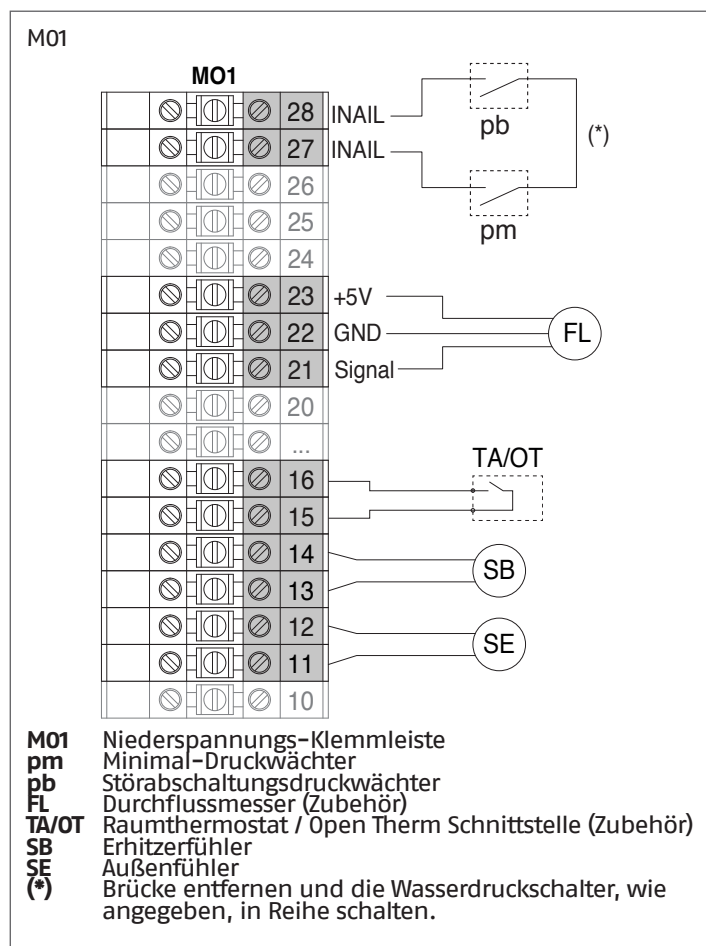 M01
MO1
28 INAIL
27 INAIL
pb
(*)
pm
26
25
24
23 +5V
22 GND
21 Signal
FL
20
...
TA/OT
16
15
14
13
SB
12
11
SE
10
M01 Niederspannungs-Klemmleiste
pm Minimal-Druckwächter
pb Störabschaltungsdruckwächter
FL Durchflussmesser (Zubehör)
TA/OT Raumthermostat / Open Therm Schnittstelle (Zubehör)
SB Erhitzerfühler
SE Außenfühler
(*) Brücke entfernen und die Wasserdruckschalter, wie
angegeben, in Reihe schalten.